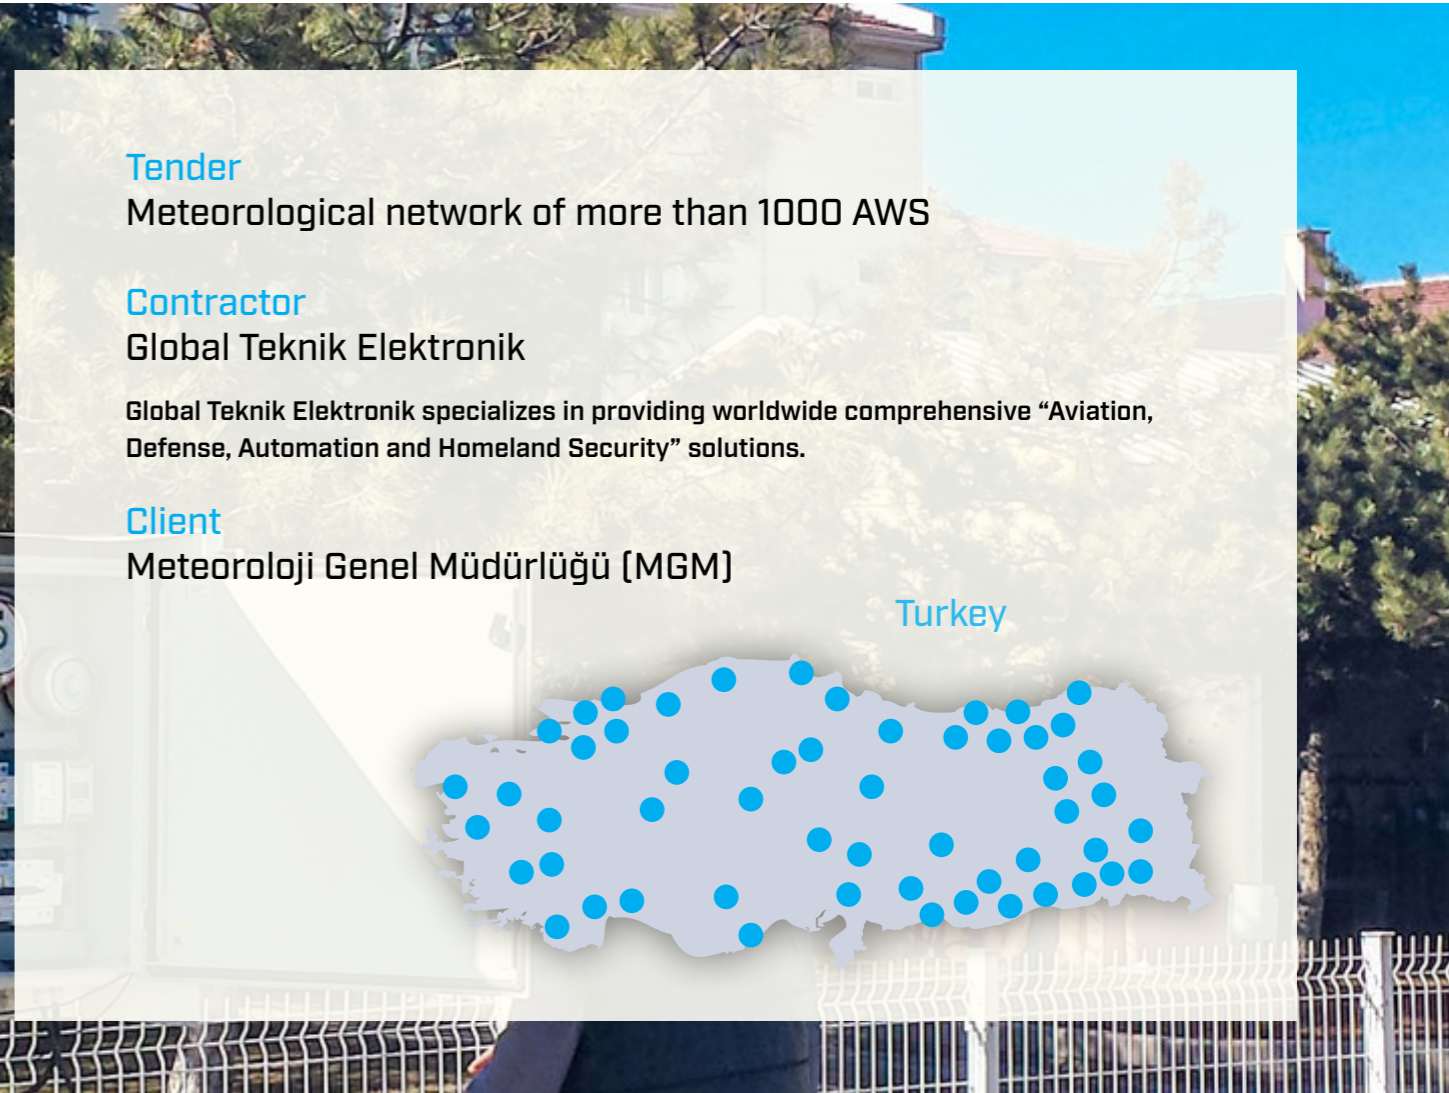 Tender
Meteorological network of more than 1000 AWS
Contractor
Global Teknik Elektronik
Global Teknik Elektronik specializes in providing worldwide comprehensive “Aviation,
Defense, Automation and Homeland Security” solutions.
Client
Meteoroloji Genel Müdürlüğü (MGM)
Turkey